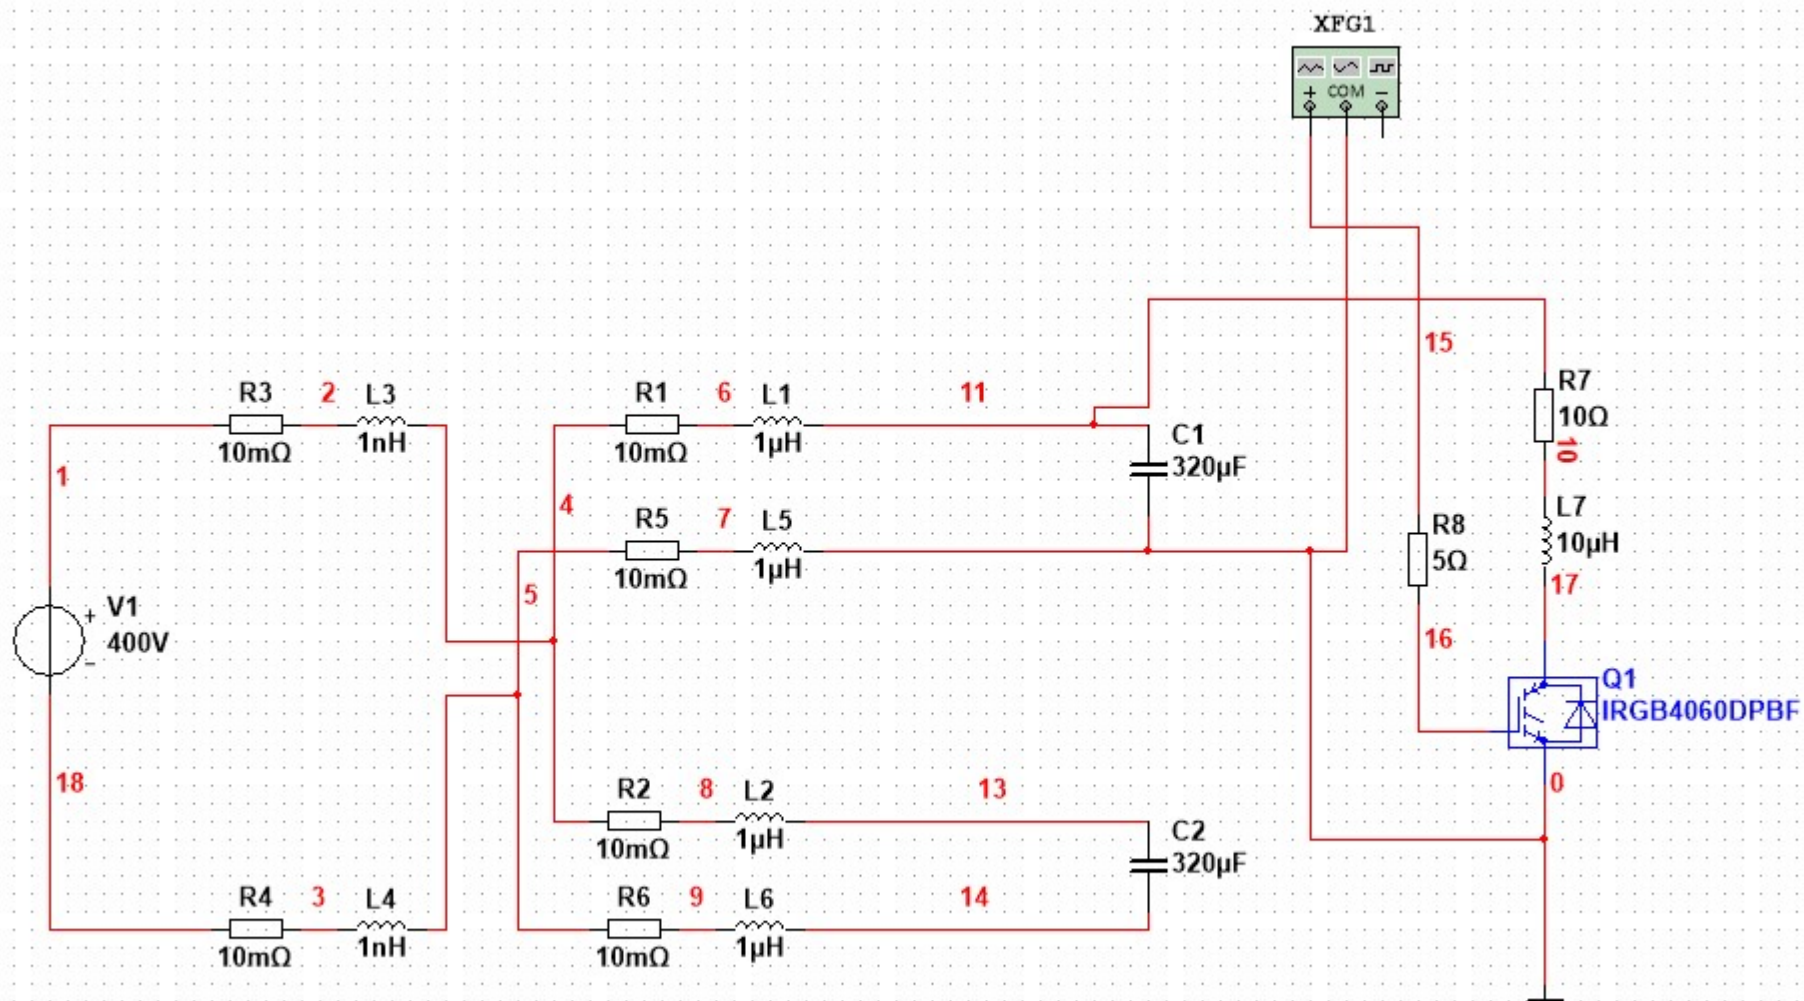 XFG1
+ COM −
15
R7
10Ω
10
R3 2 L3
10mΩ 1nH
R1 6 L1 11
10mΩ 1µH
C1
320µF
1
4
R5 7 L5
10mΩ 1µH
R8
5Ω
L7
10µH
17
5
V1
+
400V
−
16
Q1
IRGB4060DPBF
18
0
R2 8 L2 13
10mΩ 1µH
C2
320µF
R4 3 L4
10mΩ 1nH
R6 9 L6 14
10mΩ 1µH